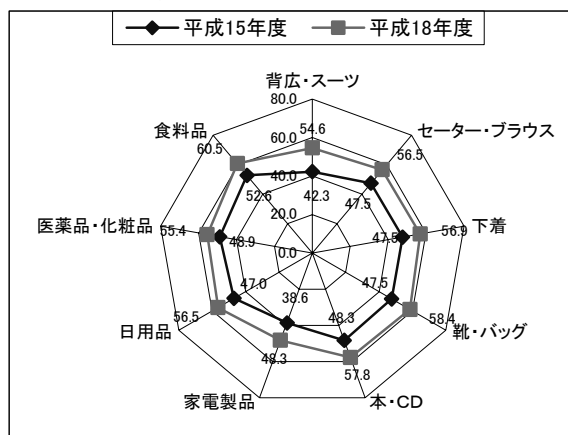 平成15年度 平成18年度
背広・スーツ
80.0
食料品
セーター・ブラウス
60.0 54.6
60.5 56.5
40.0
52.6 42.3 47.5
医薬品・化粧品 下着
55.4 20.0 56.9
48.9 47.5
0.0
47.0 47.5
38.6 48.3
日用品 56.5 58.4 靴・バッグ
48.3 57.8
家電製品 本・CD